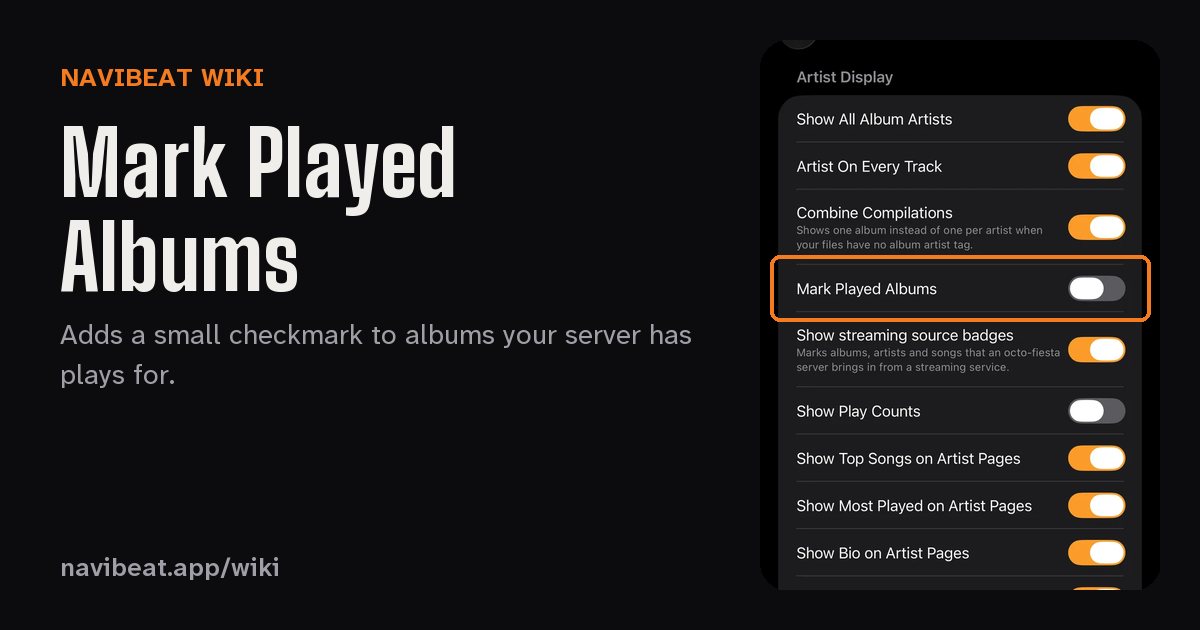 NAVIBEAT WIKI
Mark Played
Albums
Adds a small checkmark to albums your server has
plays for.
navibeat.app/wiki
Artist Display
Show All Album Artists
Artist On Every Track
Combine Compilations
Shows one album instead of one per artist when
your files have no album artist tag.
Mark Played Albums
Show streaming source badges
Marks albums, artists and songs that an octo-fiesta
server brings in from a streaming service.
Show Play Counts
Show Top Songs on Artist Pages
Show Most Played on Artist Pages
Show Bio on Artist Pages